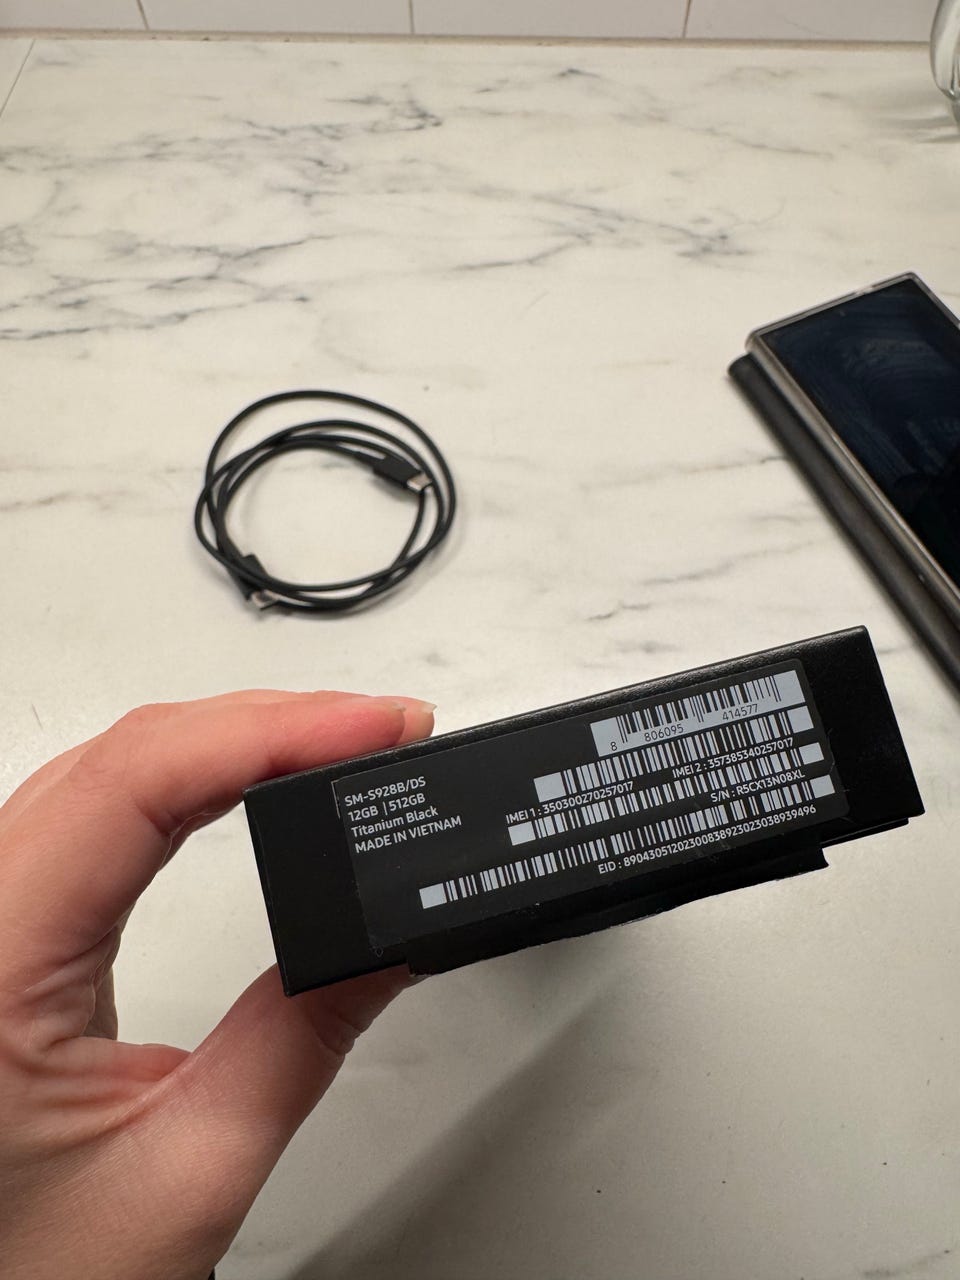 SM-S928B/DS
12GB | 512GB
Titanium Black
MADE IN VIETNAM
8 806095 414577
IMEI 1 : 350300270257017
IMEI 2 : 357385340257017
S/N : R5CX13N08XL
EID : 89043051202300838923023038939496